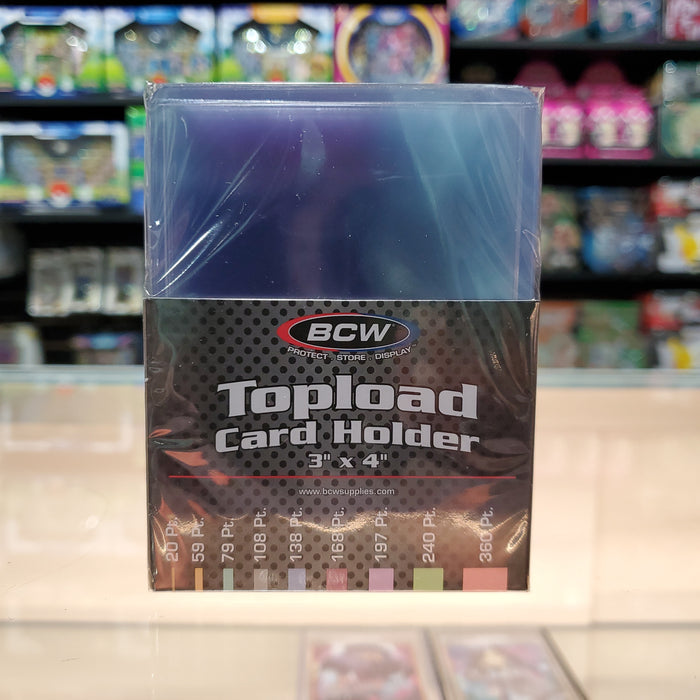 BCW
PROTECT · STORE · DISPLAY
Topload
Card Holder
3" x 4"
www.bcwsupplies.com
20 Pt.
59 Pt.
79 Pt.
108 Pt.
138 Pt.
168 Pt.
197 Pt.
240 Pt.
360 Pt.